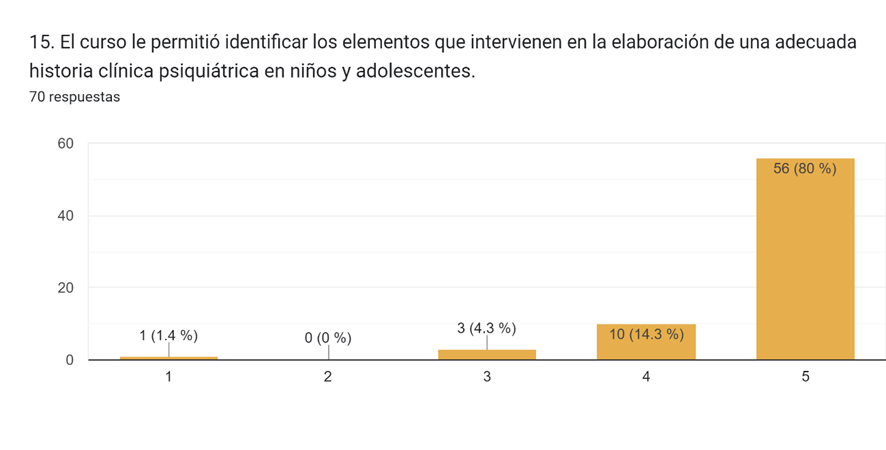 15. El curso le permitió identificar los elementos que intervienen en la elaboración de una adecuada
historia clínica psiquiátrica en niños y adolescentes.
70 respuestas
60
40
20
0
1 (1.4 %)
0 (0 %)
3 (4.3 %)
10 (14.3 %)
56 (80 %)
1
2
3
4
5